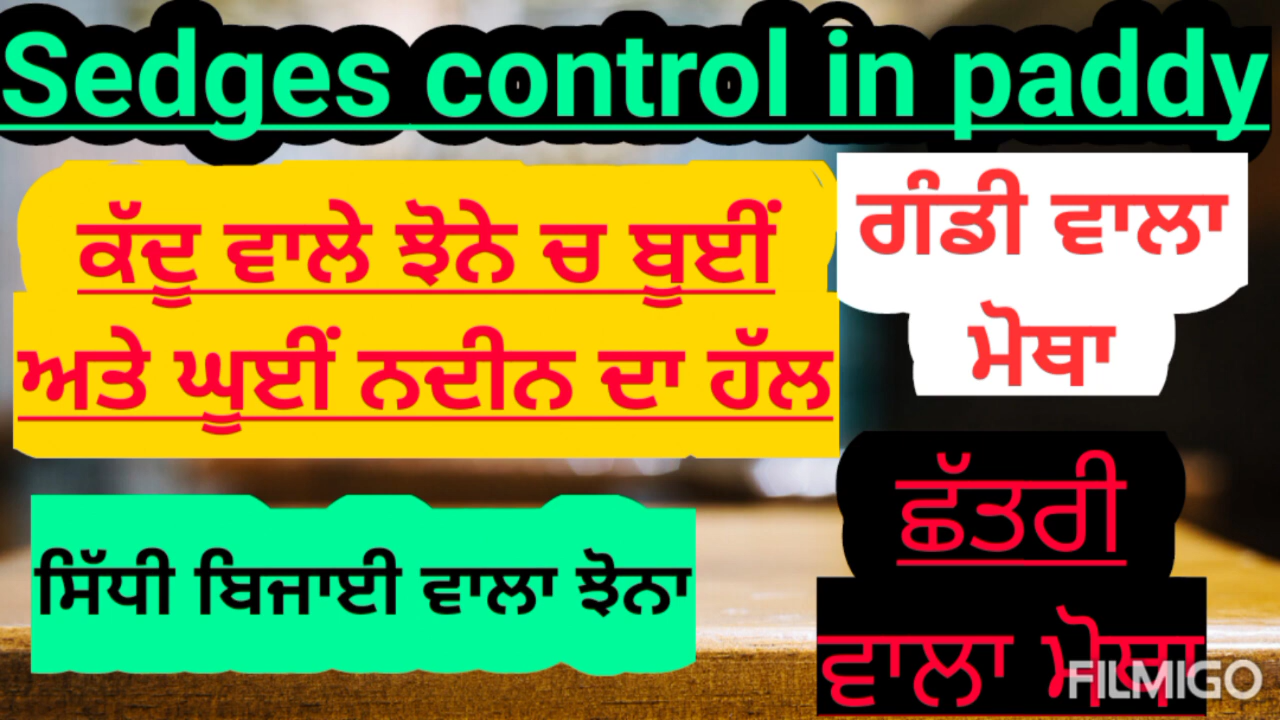 Sedges control in paddy
ਕੱਦੂ ਵਾਲੇ ਝੋਨੇ ਚ ਬੂਈਂ
ਅਤੇ ਘੂਈਂ ਨਦੀਨ ਦਾ ਹੱਲ
ਗੰਡੀ ਵਾਲਾ
ਮੋਥਾ
ਸਿੱਧੀ ਬਿਜਾਈ ਵਾਲਾ ਝੋਨਾ
ਛੱਤਰੀ
ਵਾਲਾ ਮੋਥਾ
FILMIGO